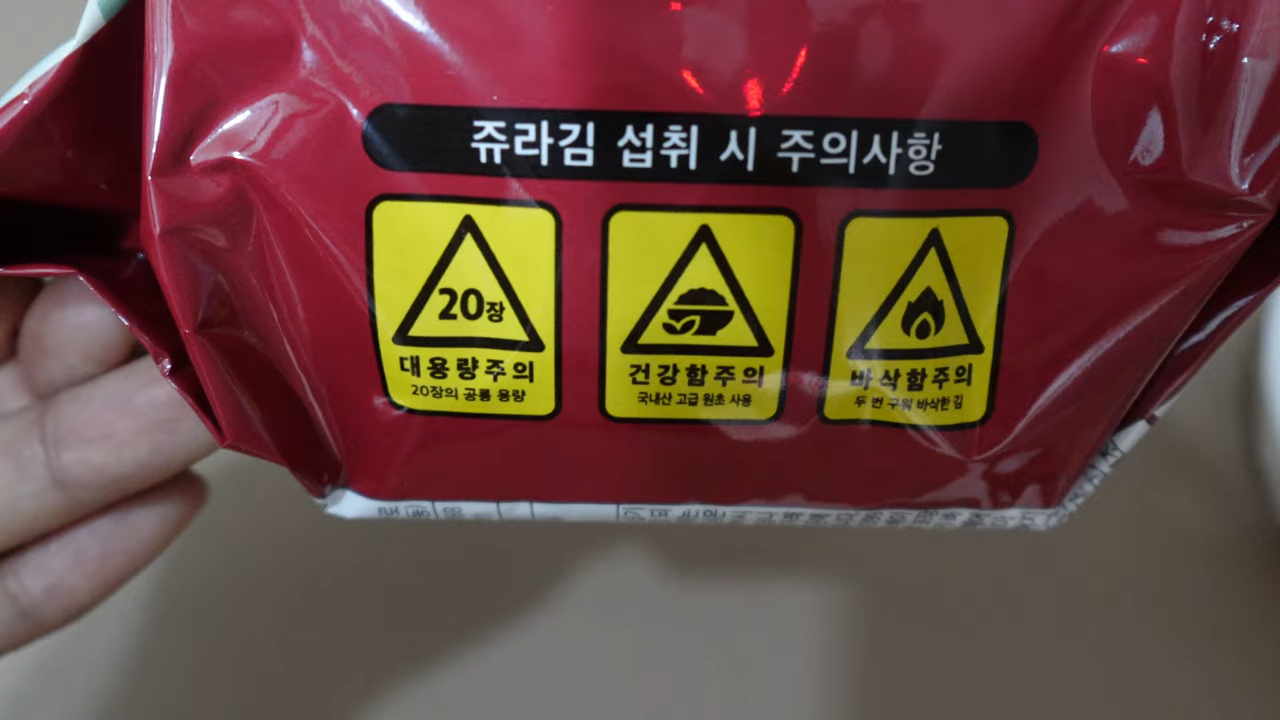 쥬라김 섭취 시 주의사항
20장
대용량주의
20장의 공룡 용량
건강함주의
국내산 고급 원초 사용
바삭함주의
두 번 구워 바삭한 김